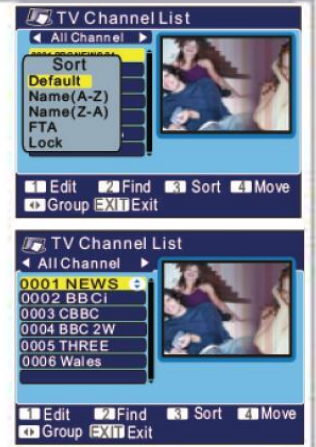 TV Channel List
All Channel
Sort
Default
Name(A-Z)
Name(Z-A)
FTA
Lock
1 Edit 2 Find 3 Sort 4 Move
Group EXIT Exit
TV Channel List
All Channel
0001 NEWS
0002 BBCi
0003 CBBC
0004 BBC 2W
0005 THREE
0006 Wales
1 Edit 2 Find 3 Sort 4 Move
Group EXIT Exit